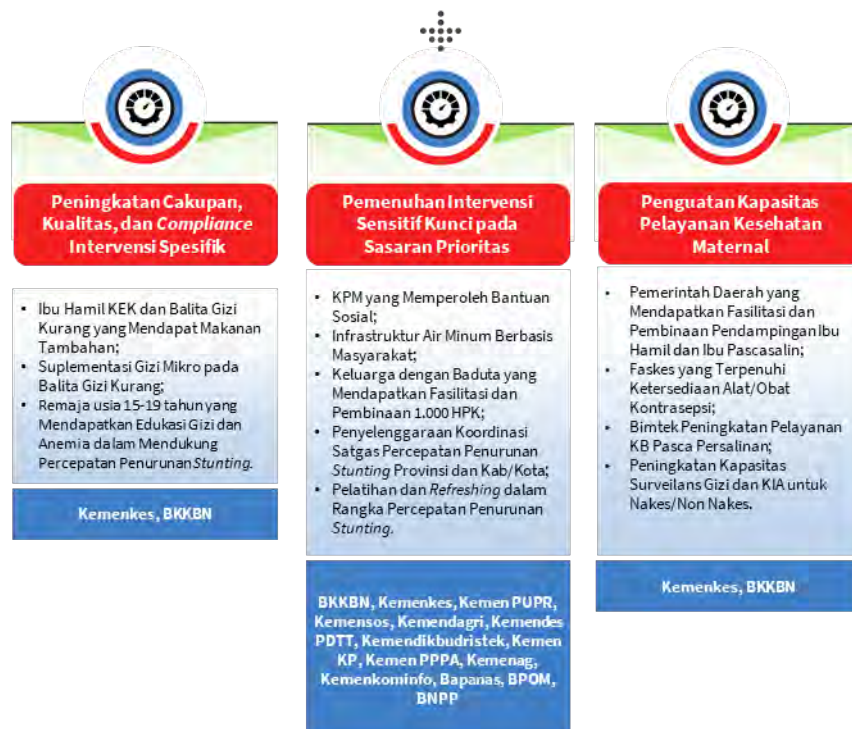 Peningkatan Cakupan,
Kualitas, dan Compliance
Intervensi Spesifik
• Ibu Hamil KEK dan Balita Gizi
Kurang yang Mendapat Makanan
Tambahan;
• Suplementasi Gizi Mikro pada
Balita Gizi Kurang;
• Remaja usia 15-19 tahun yang
Mendapatkan Edukasi Gizi dan
Anemia dalam Mendukung
Percepatan Penurunan Stunting.
Kemenkes, BKKBN
Pemenuhan Intervensi
Sensitif Kunci pada
Sasaran Prioritas
• KPM yang Memperoleh Bantuan
Sosial;
• Infrastruktur Air Minum Berbasis
Masyarakat;
• Keluarga dengan Baduta yang
Mendapatkan Fasilitasi dan
Pembinaan 1.000 HPK;
• Penyelenggaraan Koordinasi
Satgas Percepatan Penurunan
Stunting Provinsi dan Kab/Kota;
• Pelatihan dan Refreshing dalam
Rangka Percepatan Penurunan
Stunting.
BKKBN, Kemenkes, Kemen PUPR,
Kemensos, Kemendagri, Kemendes
PDTT, Kemendikbudristek, Kemen
KP, Kemen PPPA, Kemenag,
Kemenkominfo, Bapanas, BPOM,
BNPP
Penguatan Kapasitas
Pelayanan Kesehatan
Maternal
• Pemerintah Daerah yang
Mendapatkan Fasilitasi dan
Pembinaan Pendampingan Ibu
Hamil dan Ibu Pascasalin;
• Faskes yang Terpenuhi
Ketersediaan Alat/Obat
Kontrasepsi;
• Bimtek Peningkatan Pelayanan
KB Pasca Persalinan;
• Peningkatan Kapasitas
Surveilans Gizi dan KIA untuk
Nakes/Non Nakes.
Kemenkes, BKKBN